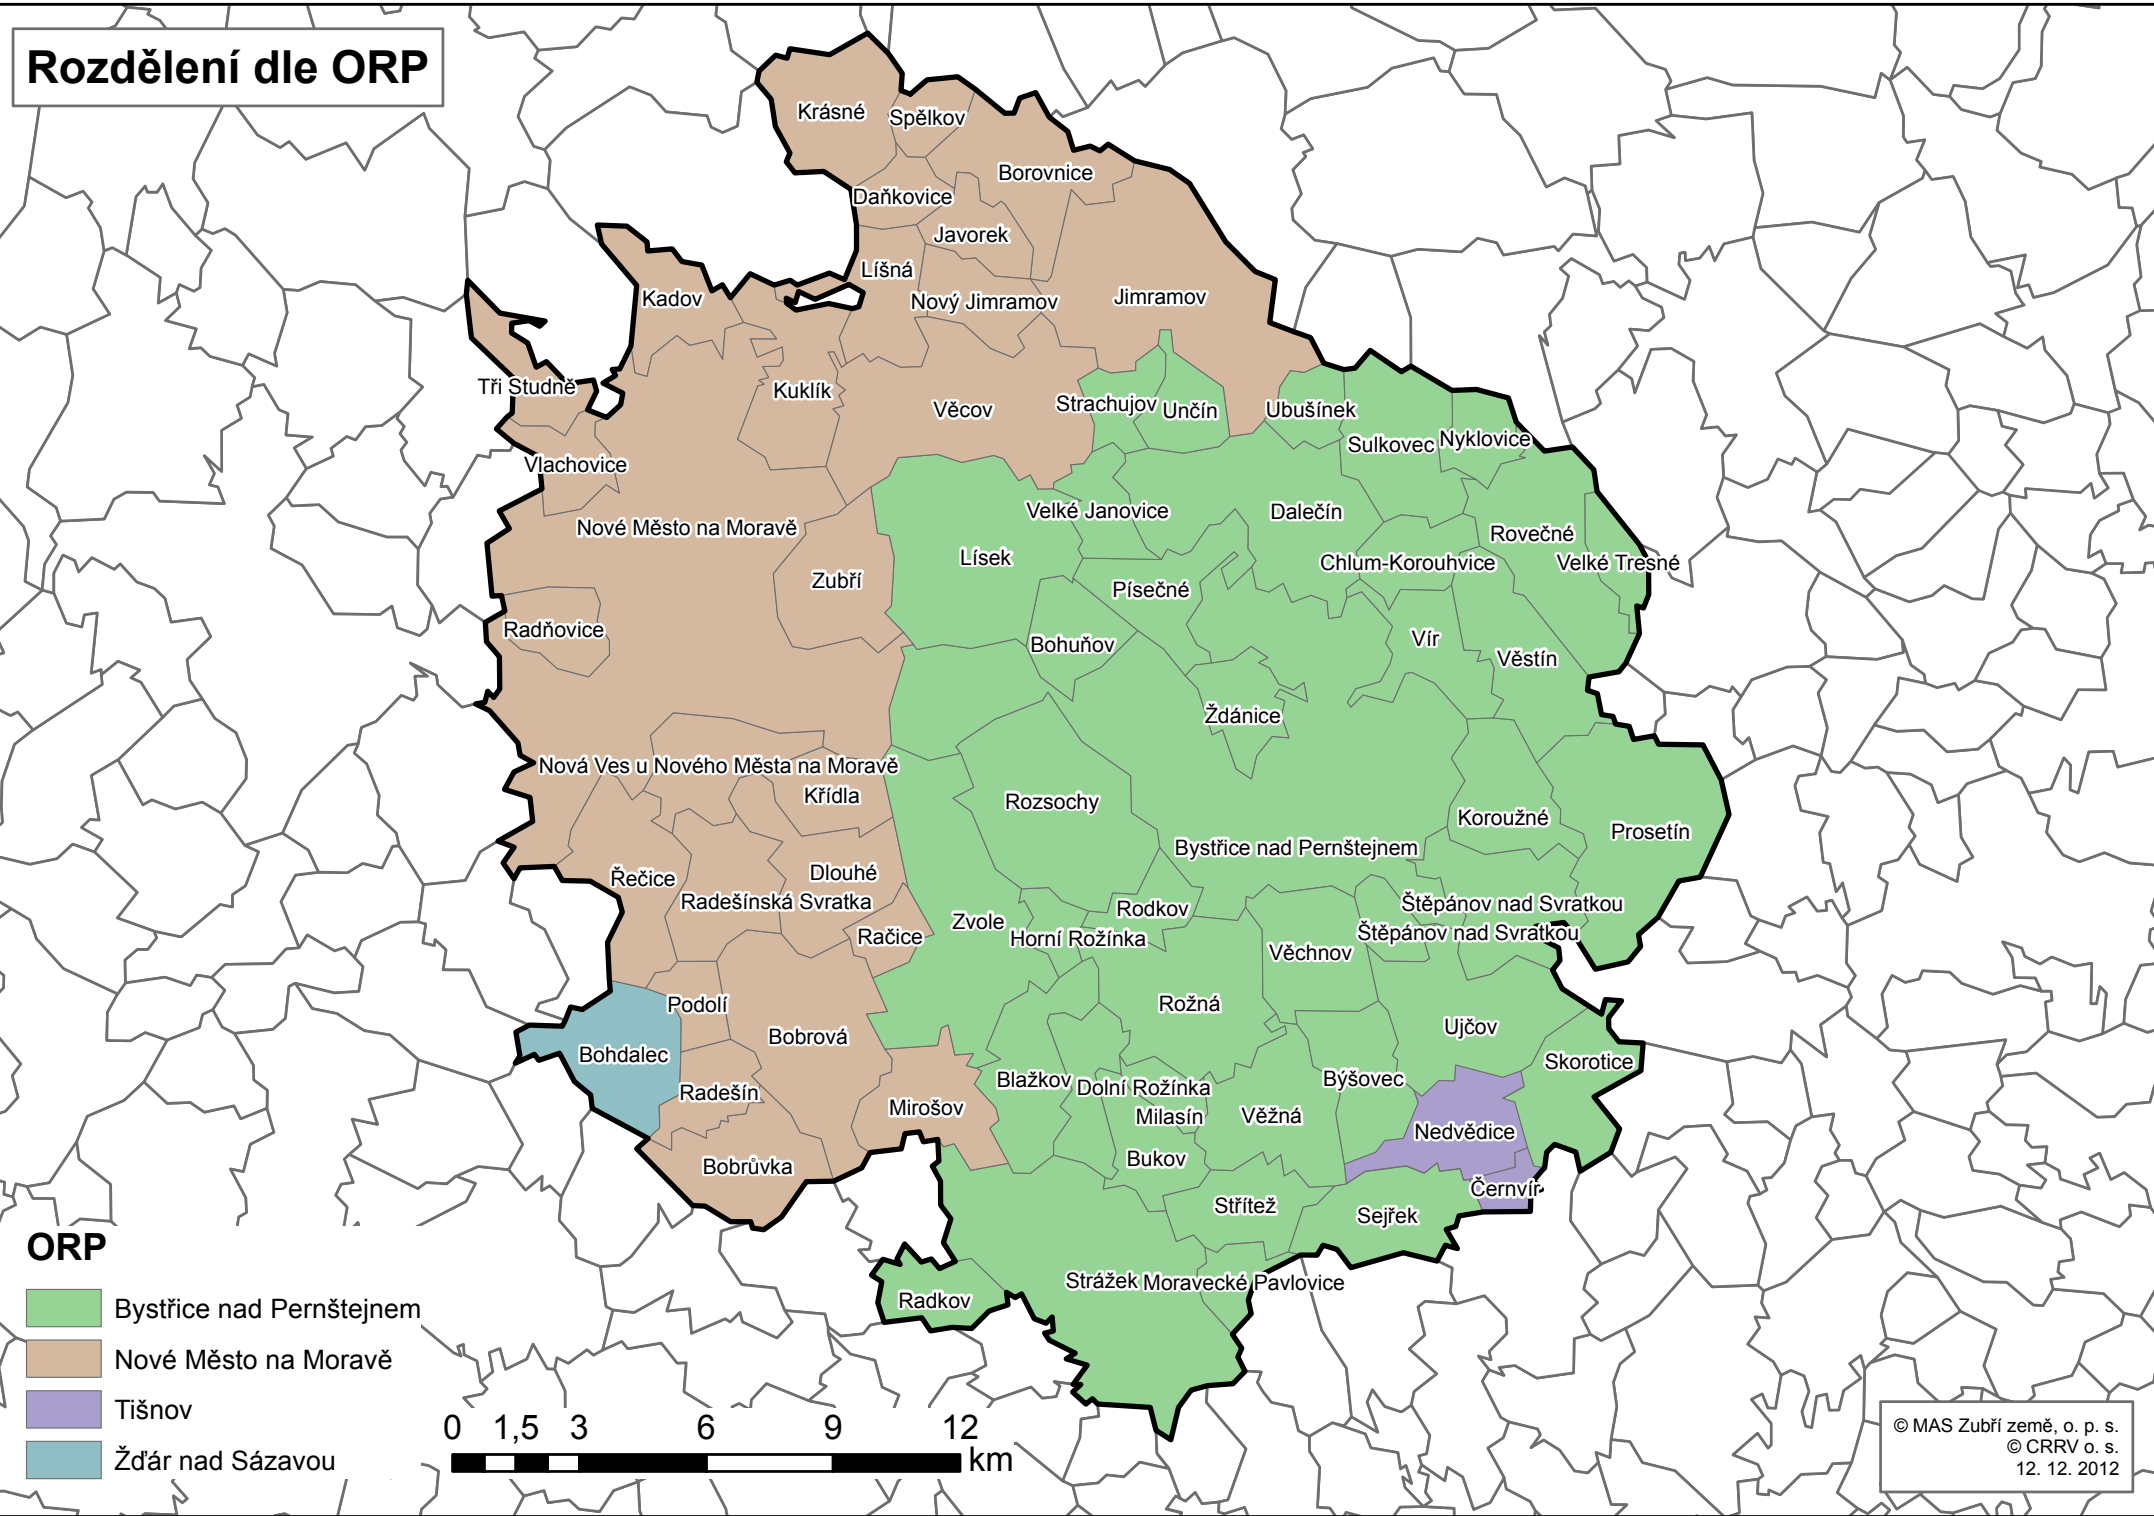 Rozdělení dle ORP
Krásné
Spělkov
Borovnice
Daňkovice
Javorek
Líšná
Kadov
Nový Jimramov
Jimramov
Tři Studně
Kuklík
Věcov
Strachujov
Unčín
Ubušínek
Sulkovec
Nyklovice
Vlachovice
Nové Město na Moravě
Velké Janovice
Dalečín
Rovečné
Lísek
Chlum-Korouhvice
Velké Tresné
Zubří
Písečné
Radňovice
Bohuňov
Vír
Věstín
Ždánice
Nová Ves u Nového Města na Moravě
Křídla
Rozsochy
Koroužné
Prosetín
Bystřice nad Pernštejnem
Řečice
Dlouhé
Radešínská Svratka
Štěpánov nad Svratkou
Rodkov
Zvole
Račice
Horní Rožínka
Štěpánov nad Svratkou
Věchnov
Podolí
Rožná
Bobrová
Ujčov
Bohdalec
Skorotice
Blažkov
Dolní Rožínka
Býšovec
Radešín
Mirošov
Milasín
Věžná
Nedvědice
Bobrůvka
Bukov
Černvír
Střítež
Sejřek
Strážek
Moravecké Pavlovice
Radkov
ORP
Bystřice nad Pernštejnem
Nové Město na Moravě
Tišnov
Žďár nad Sázavou
0 1,5 3 6 9 12
km
© MAS Zubří země, o. p. s.
© CRRV o. s.
12. 12. 2012